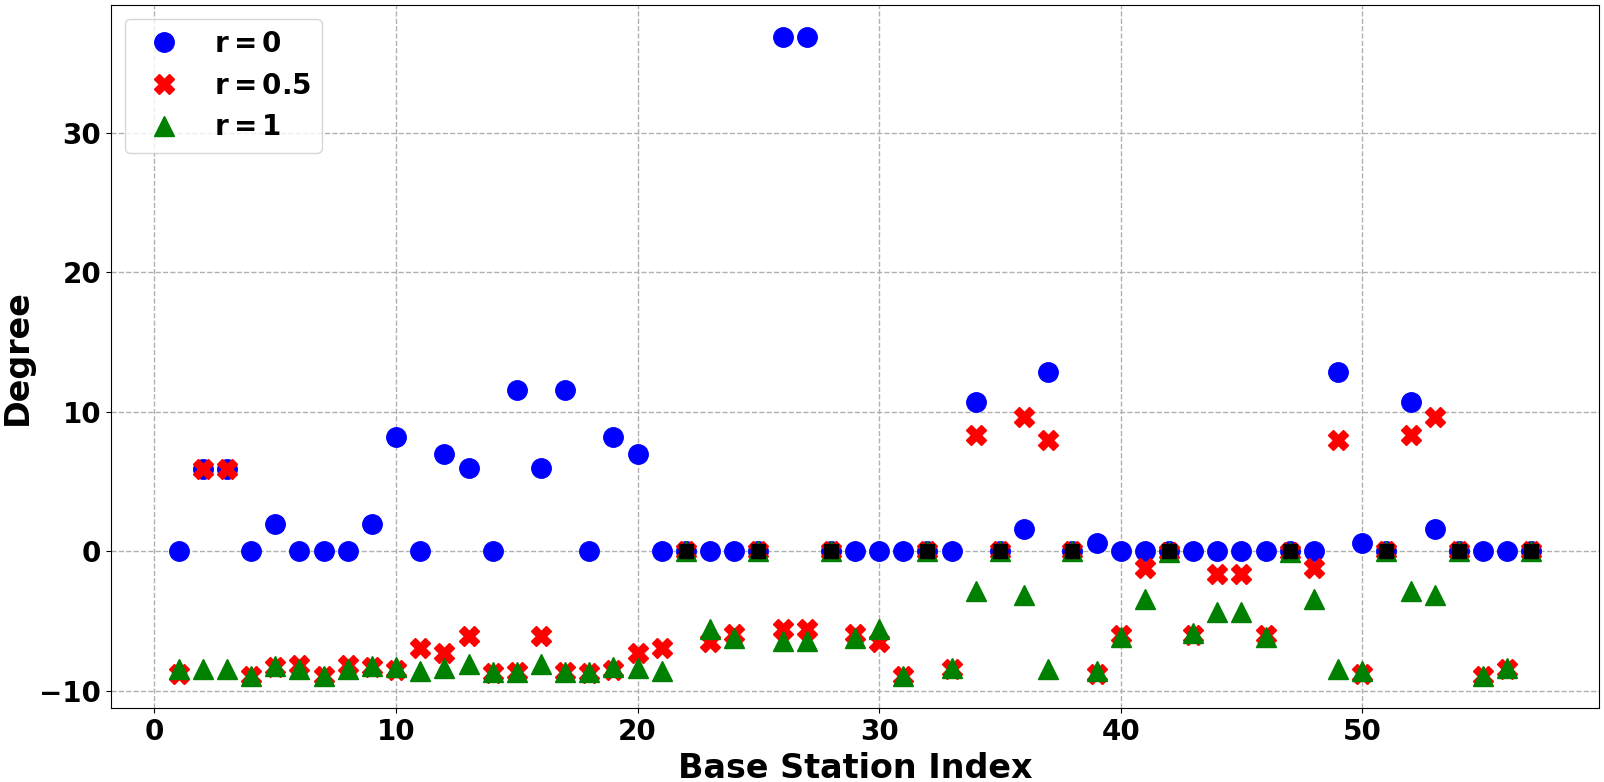 r = 0
r = 0.5
r = 1
Degree
30
20
10
0
−10
0 10 20 30 40 50
Base Station Index